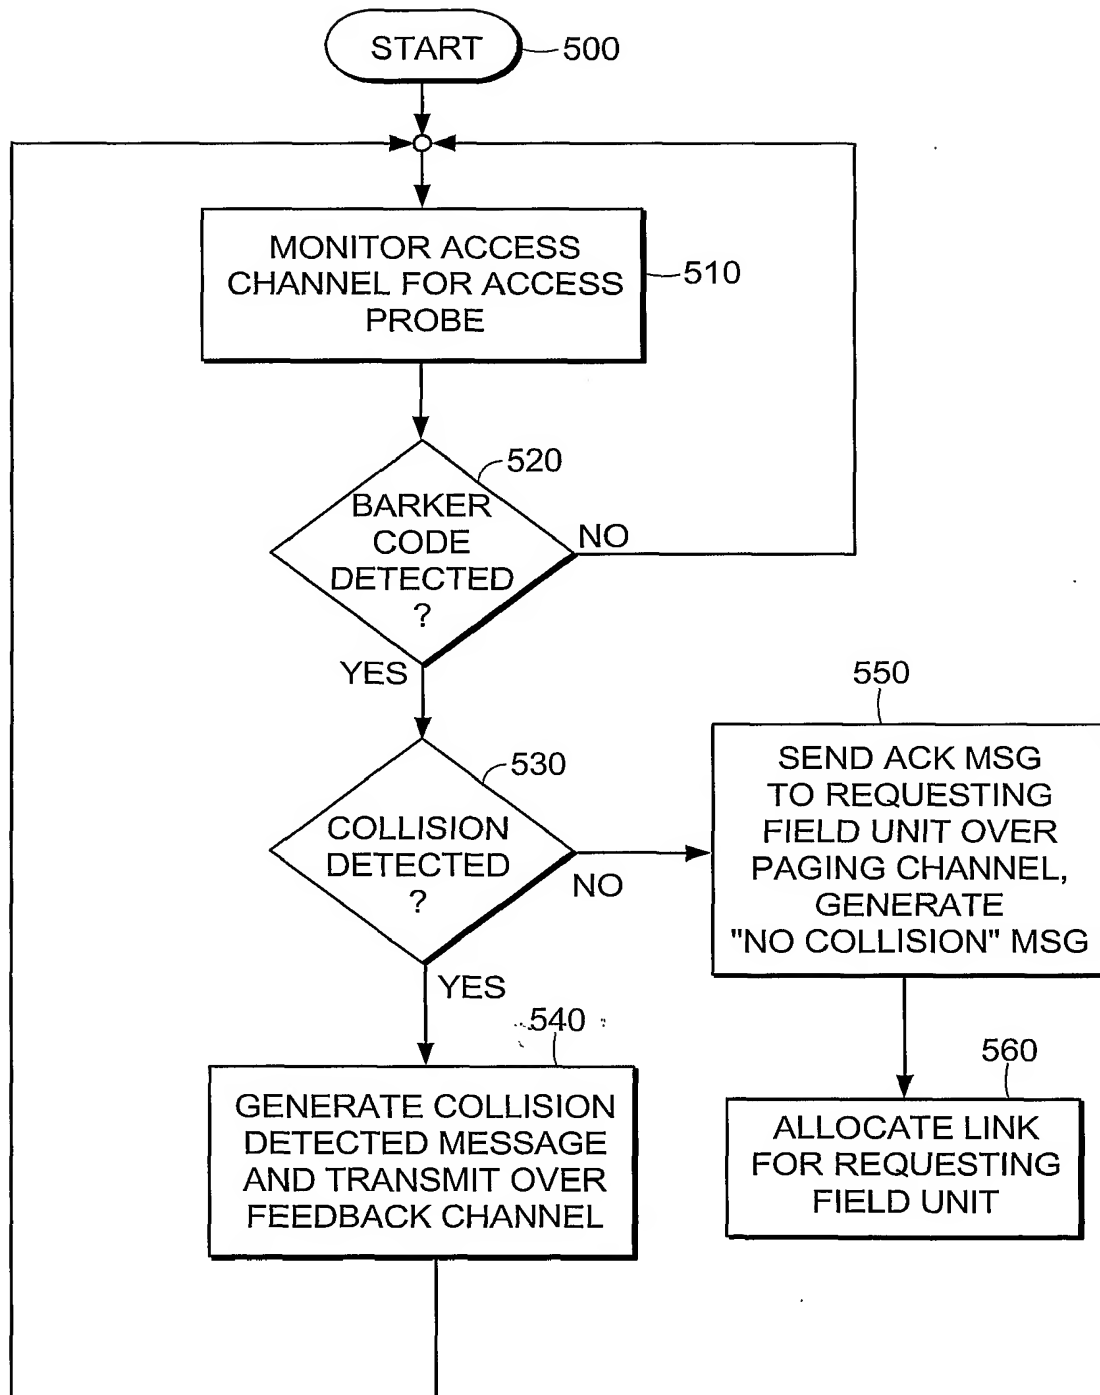 START
500
MONITOR ACCESS
CHANNEL FOR ACCESS
PROBE
510
520
BARKER
CODE
DETECTED
?
NO
YES
530
COLLISION
DETECTED
?
NO
YES
550
SEND ACK MSG
TO REQUESTING
FIELD UNIT OVER
PAGING CHANNEL,
GENERATE
"NO COLLISION" MSG
540
GENERATE COLLISION
DETECTED MESSAGE
AND TRANSMIT OVER
FEEDBACK CHANNEL
560
ALLOCATE LINK
FOR REQUESTING
FIELD UNIT